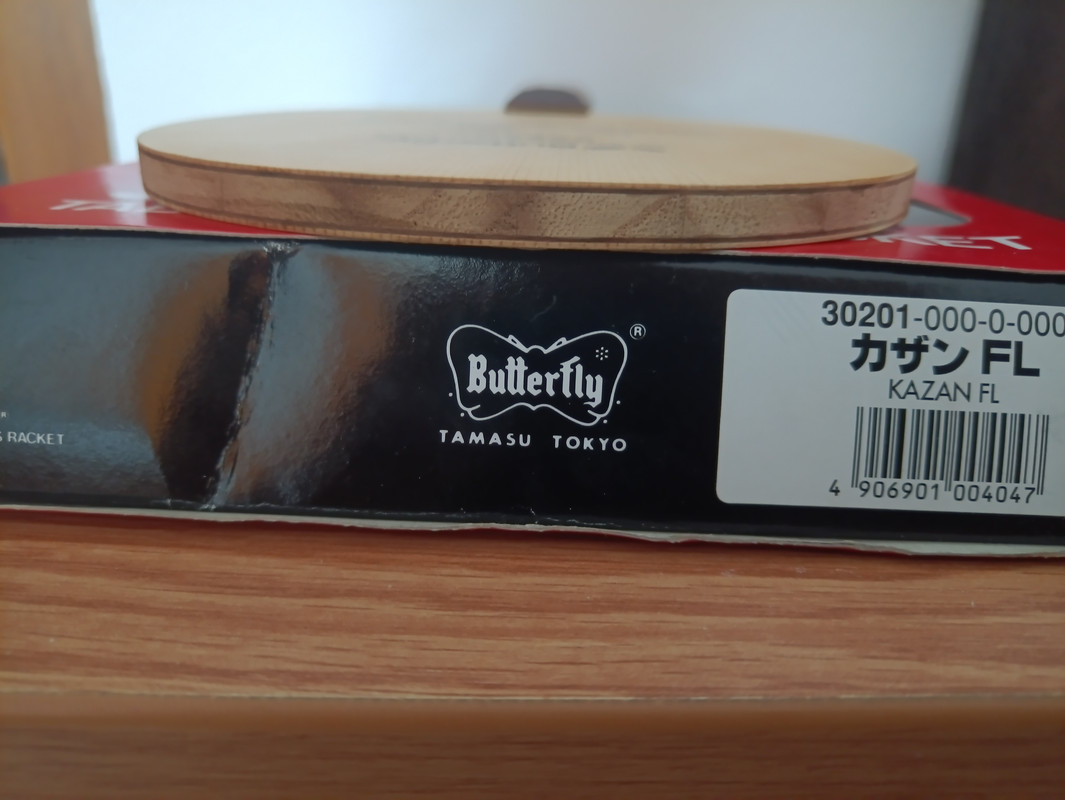 RACKET
Butterfly®
TAMASU TOKYO
30201-000-0-000
カザン FL
KAZAN FL
4 906901 004047